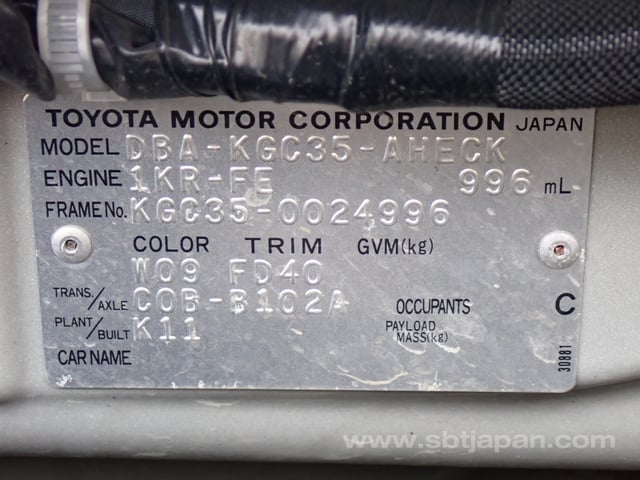 TOYOTA MOTOR CORPORATION JAPAN
MODEL DBA-KGC35-AHECK
ENGINE 1KR-FE 996 mL
FRAME No. KGC35-0024996
COLOR TRIM GVM(kg)
W09 FD40
TRANS./AXLE C0B-B102A OCCUPANTS C
PLANT/BUILT K11 PAYLOAD MASS(kg)
CAR NAME
30881
www.sbtjapan.com